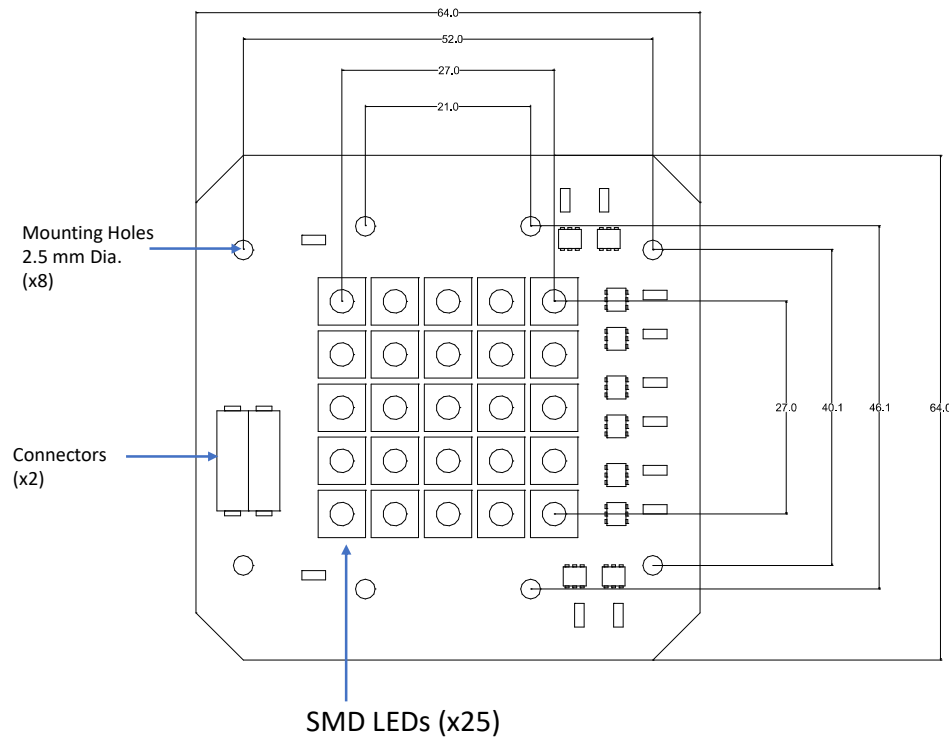 64.0
52.0
27.0
21.0
Mounting Holes
2.5 mm Dia.
(x8)
27.0
40.1
46.1
64.0
Connectors
(x2)
SMD LEDs (x25)